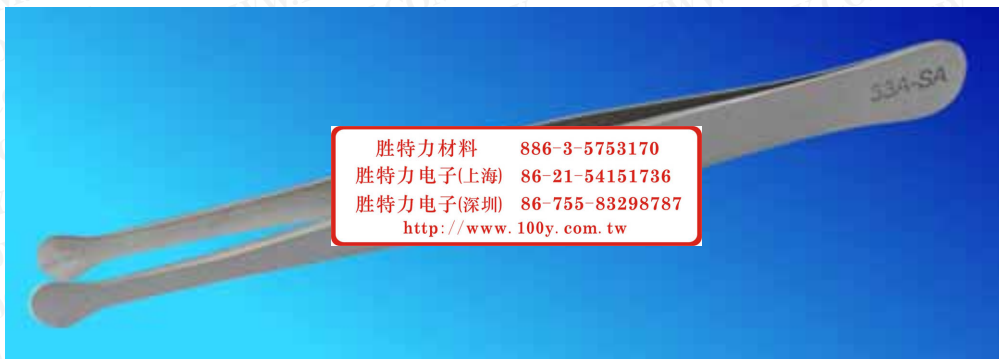 33A-SA
胜特力材料 886-3-5753170
胜特力电子(上海) 86-21-54151736
胜特力电子(深圳) 86-755-83298787
http://www.100y.com.tw